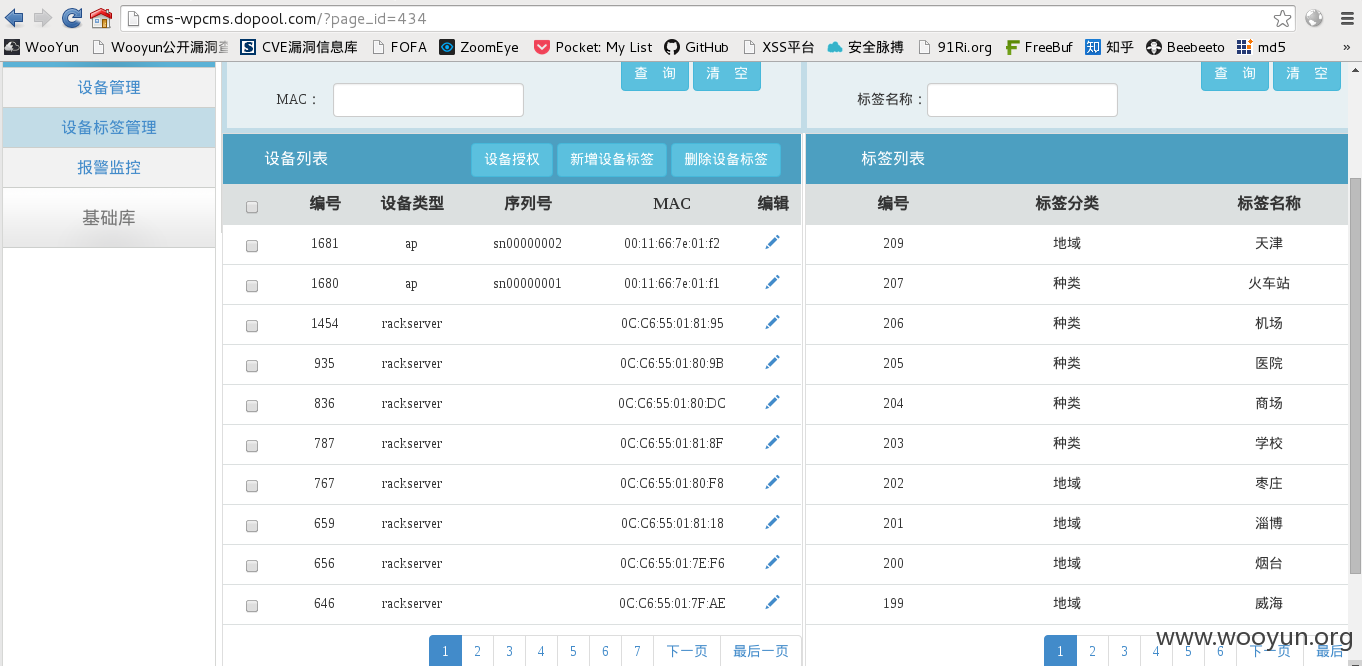 cms-wpcms.dopool.com/?page_id=434
WooYun Wooyun公开漏洞查 CVE漏洞信息库 FOFA ZoomEye Pocket: My List GitHub XSS平台 安全脉搏 91Ri.org FreeBuf 知乎 Beebeeto md5 »
设备管理
设备标签管理
报警监控
基础库
MAC： 查 询 清 空
标签名称： 查 询 清 空
设备列表 设备授权 新增设备标签 删除设备标签
编号 设备类型 序列号 MAC 编辑
1681 ap sn00000002 00:11:66:7e:01:f2
1680 ap sn00000001 00:11:66:7e:01:f1
1454 rackserver 0C:C6:55:01:81:95
935 rackserver 0C:C6:55:01:80:9B
836 rackserver 0C:C6:55:01:80:DC
787 rackserver 0C:C6:55:01:81:8F
767 rackserver 0C:C6:55:01:80:F8
659 rackserver 0C:C6:55:01:81:18
656 rackserver 0C:C6:55:01:7E:F6
646 rackserver 0C:C6:55:01:7F:AE
1 2 3 4 5 6 7 下一页 最后一页
标签列表
编号 标签分类 标签名称
209 地域 天津
207 种类 火车站
206 种类 机场
205 种类 医院
204 种类 商场
203 种类 学校
202 地域 枣庄
201 地域 淄博
200 地域 烟台
199 地域 威海
1 2 3 4 5 6 下一页 最后
www.wooyun.org